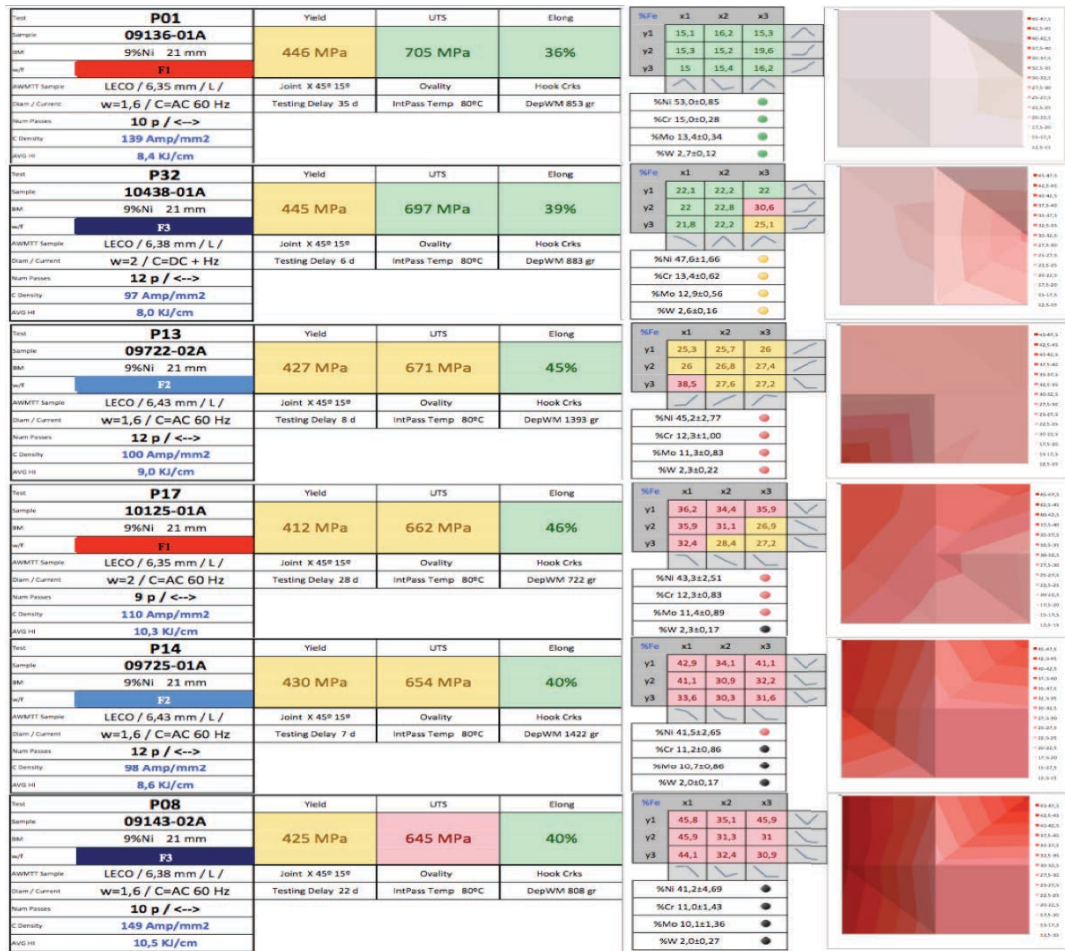 Test P01 Yield UTS Elong %Fe x1 x2 x3
Sample 09136-01A 446 MPa 705 MPa 36% y1 15,1 16,2 15,3
BM 9%Ni 21 mm y2 15,3 15,2 19,6
w/f F1 y3 15 15,4 16,2
AWMTT Sample LECO / 6,35 mm / L / Joint X 45º 15º Ovality Hook Crks
Diam / Current w=1,6 / C=AC 60 Hz Testing Delay 35 d IntPass Temp 80ºC DepWM 853 gr %Ni 53,0±0,85
Num Passes 10 p / <--> %Cr 15,0±0,28
C Density 139 Amp/mm2 %Mo 13,4±0,34
AVG HI 8,4 KJ/cm %W 2,7±0,12
Test P32 Yield UTS Elong %Fe x1 x2 x3
Sample 10438-01A 445 MPa 697 MPa 39% y1 22,1 22,2 22
BM 9%Ni 21 mm y2 22 22,8 30,6
w/f F3 y3 21,8 22,2 25,1
AWMTT Sample LECO / 6,38 mm / L / Joint X 45º 15º Ovality Hook Crks
Diam / Current w=2 / C=DC + Hz Testing Delay 6 d IntPass Temp 80ºC DepWM 883 gr %Ni 47,6±1,66
Num Passes 12 p / <--> %Cr 13,4±0,62
C Density 97 Amp/mm2 %Mo 12,9±0,56
AVG HI 8,0 KJ/cm %W 2,6±0,16
Test P13 Yield UTS Elong %Fe x1 x2 x3
Sample 09722-02A 427 MPa 671 MPa 45% y1 25,3 25,7 26
BM 9%Ni 21 mm y2 26 26,8 27,4
w/f F2 y3 38,5 27,6 27,2
AWMTT Sample LECO / 6,43 mm / L / Joint X 45º 15º Ovality Hook Crks
Diam / Current w=1,6 / C=AC 60 Hz Testing Delay 8 d IntPass Temp 80ºC DepWM 1393 gr %Ni 45,2±2,77
Num Passes 12 p / <--> %Cr 12,3±1,00
C Density 100 Amp/mm2 %Mo 11,3±0,83
AVG HI 9,0 KJ/cm %W 2,3±0,22
Test P17 Yield UTS Elong %Fe x1 x2 x3
Sample 10125-01A 412 MPa 662 MPa 46% y1 36,2 34,4 35,9
BM 9%Ni 21 mm y2 35,9 31,1 26,9
w/f F1 y3 32,4 28,4 27,2
AWMTT Sample LECO / 6,35 mm / L / Joint X 45º 15º Ovality Hook Crks
Diam / Current w=2 / C=AC 60 Hz Testing Delay 28 d IntPass Temp 80ºC DepWM 722 gr %Ni 43,3±2,51
Num Passes 9 p / <--> %Cr 12,3±0,83
C Density 110 Amp/mm2 %Mo 11,4±0,89
AVG HI 10,3 KJ/cm %W 2,3±0,17
Test P14 Yield UTS Elong %Fe x1 x2 x3
Sample 09725-01A 430 MPa 654 MPa 40% y1 42,9 34,1 41,1
BM 9%Ni 21 mm y2 41,1 30,9 32,2
w/f F2 y3 33,6 30,3 31,6
AWMTT Sample LECO / 6,43 mm / L / Joint X 45º 15º Ovality Hook Crks
Diam / Current w=1,6 / C=AC 60 Hz Testing Delay 7 d IntPass Temp 80ºC DepWM 1422 gr %Ni 41,5±2,65
Num Passes 12 p / <--> %Cr 11,2±0,86
C Density 98 Amp/mm2 %Mo 10,7±0,86
AVG HI 8,6 KJ/cm %W 2,0±0,17
Test P08 Yield UTS Elong %Fe x1 x2 x3
Sample 09143-02A 425 MPa 645 MPa 40% y1 45,8 35,1 45,9
BM 9%Ni 21 mm y2 45,9 31,3 31
w/f F3 y3 44,1 32,4 30,9
AWMTT Sample LECO / 6,38 mm / L / Joint X 45º 15º Ovality Hook Crks
Diam / Current w=1,6 / C=AC 60 Hz Testing Delay 22 d IntPass Temp 80ºC DepWM 808 gr %Ni 41,2±4,69
Num Passes 10 p / <--> %Cr 11,0±1,43
C Density 149 Amp/mm2 %Mo 10,1±1,36
AVG HI 10,5 KJ/cm %W 2,0±0,27